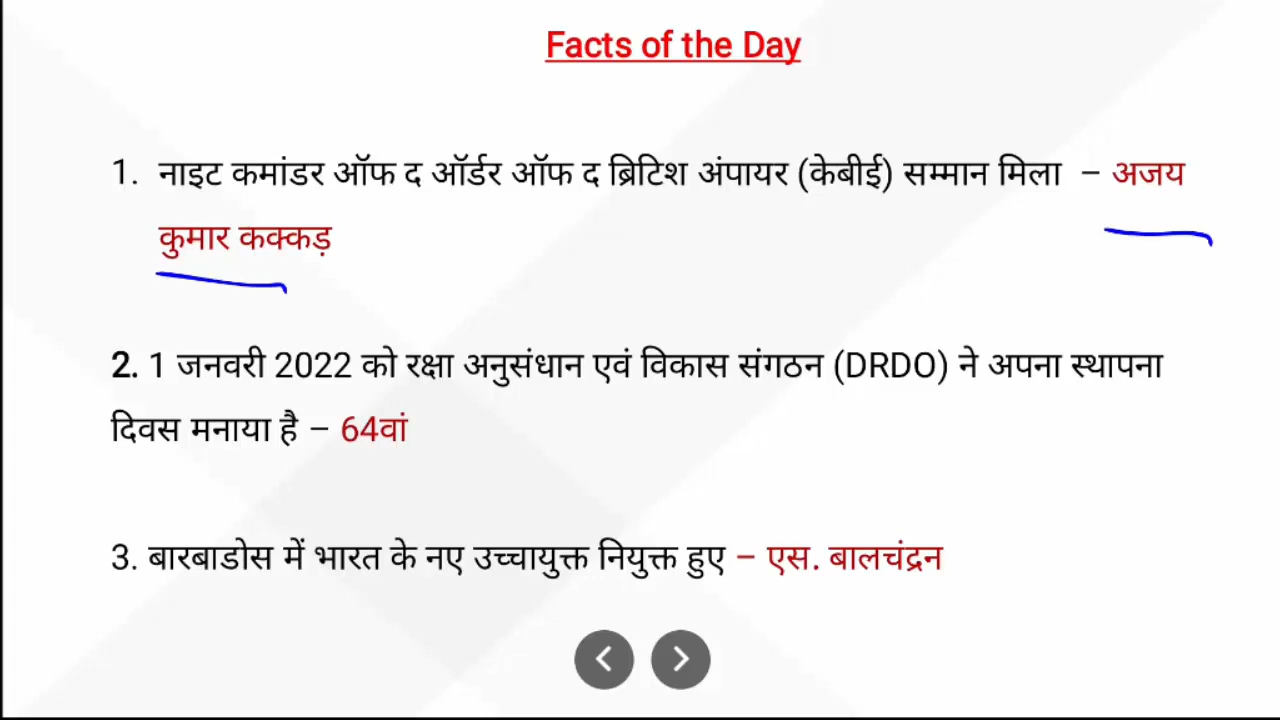 Facts of the Day
1. नाइट कमांडर ऑफ द ऑर्डर ऑफ द ब्रिटिश अंपायर (केबीई) सम्मान मिला – अजय
कुमार कक्कड़
2. 1 जनवरी 2022 को रक्षा अनुसंधान एवं विकास संगठन (DRDO) ने अपना स्थापना
दिवस मनाया है – 64वां
3. बारबाडोस में भारत के नए उच्चायुक्त नियुक्त हुए – एस. बालचंद्रन